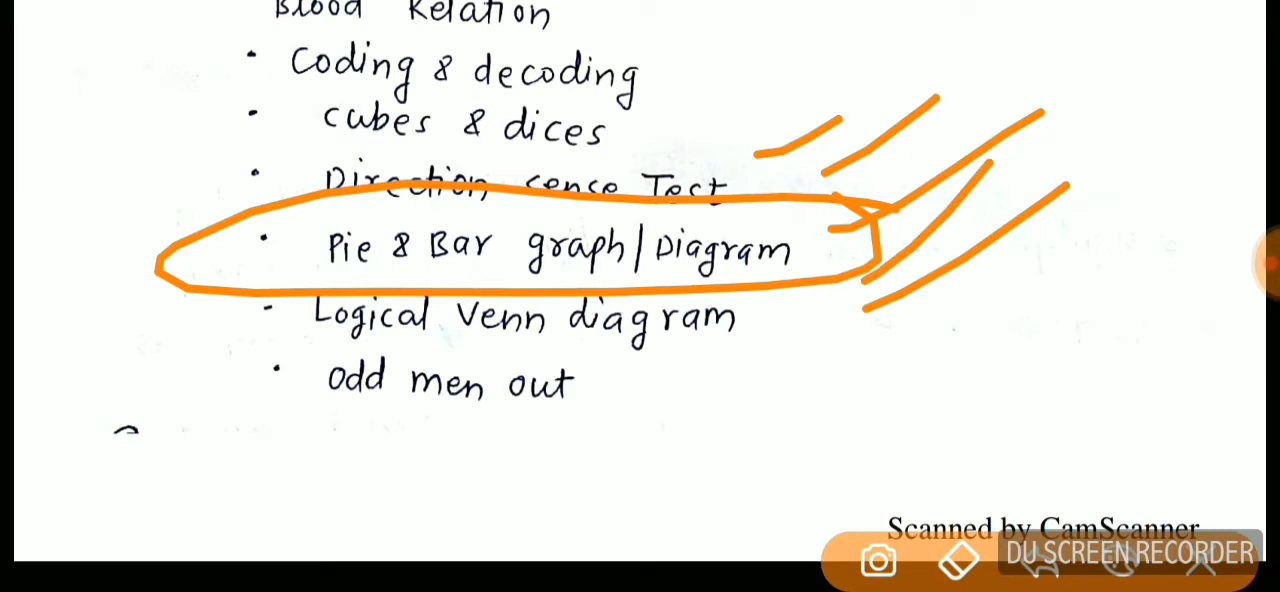 Blood Relation
• Coding & decoding
• cubes & dices
• Direction cence Test
• Pie & Bar graph/Diagram
- Logical Venn diagram
• odd men out
Scanned by CamScanner
DU SCREEN RECORDER